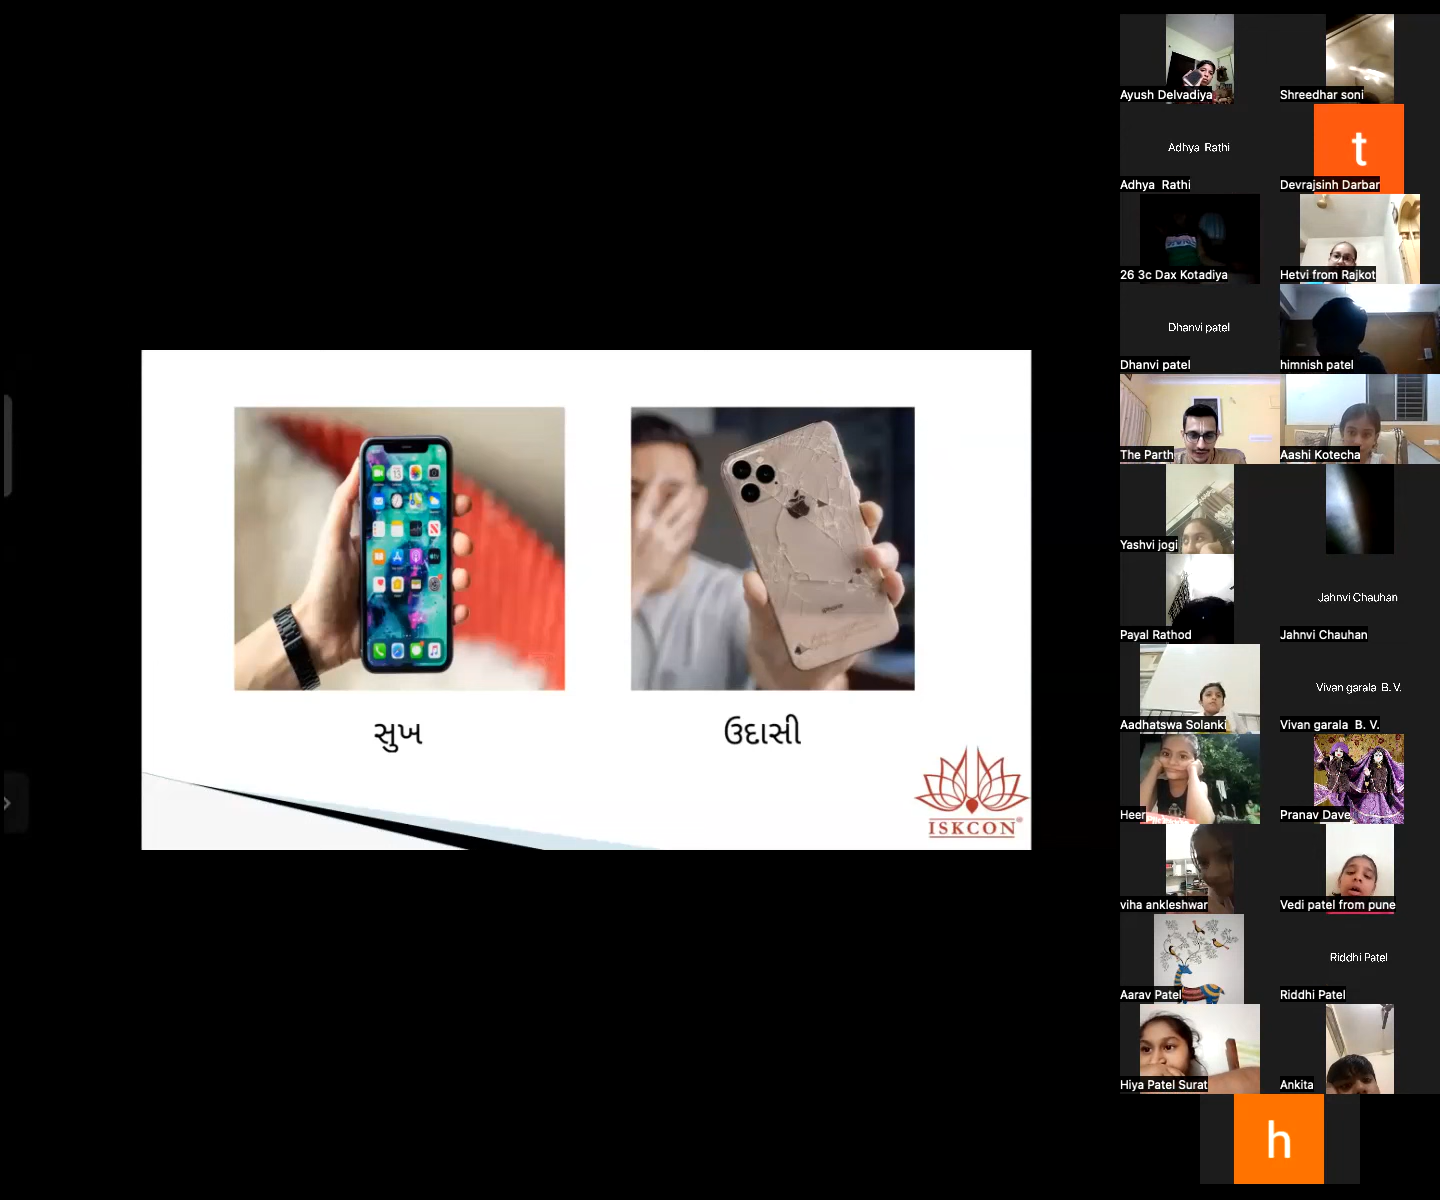 સુખ
ઉદાસી
ISKCON®
Ayush Delvadiya
Shreedhar soni
Adhya Rathi
t
Adhya Rathi
Devrajsinh Darbar
26 3c Dax Kotadiya
Hetvi from Rajkot
Dhanvi patel
Dhanvi patel
himnish patel
The Parth
Aashi Kotecha
Yashvi jogi
Jahnvi Chauhan
Payal Rathod
Jahnvi Chauhan
Vivan garala B. V.
Aadhatswa Solanki
Vivan garala B. V.
Heer
Pranav Dave
viha ankleshwar
Vedi patel from pune
Riddhi Patel
Aarav Patel
Riddhi Patel
Hiya Patel Surat
Ankita
h